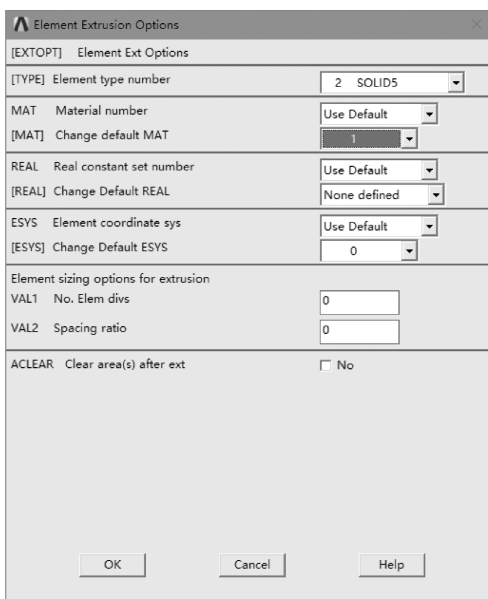 Element Extrusion Options
[EXTOPT] Element Ext Options
[TYPE] Element type number 2 SOLID5
MAT Material number Use Default
[MAT] Change default MAT 1
REAL Real constant set number Use Default
[REAL] Change Default REAL None defined
ESYS Element coordinate sys Use Default
[ESYS] Change Default ESYS 0
Element sizing options for extrusion
VAL1 No. Elem divs 0
VAL2 Spacing ratio 0
ACLEAR Clear area(s) after ext No
OK Cancel Help